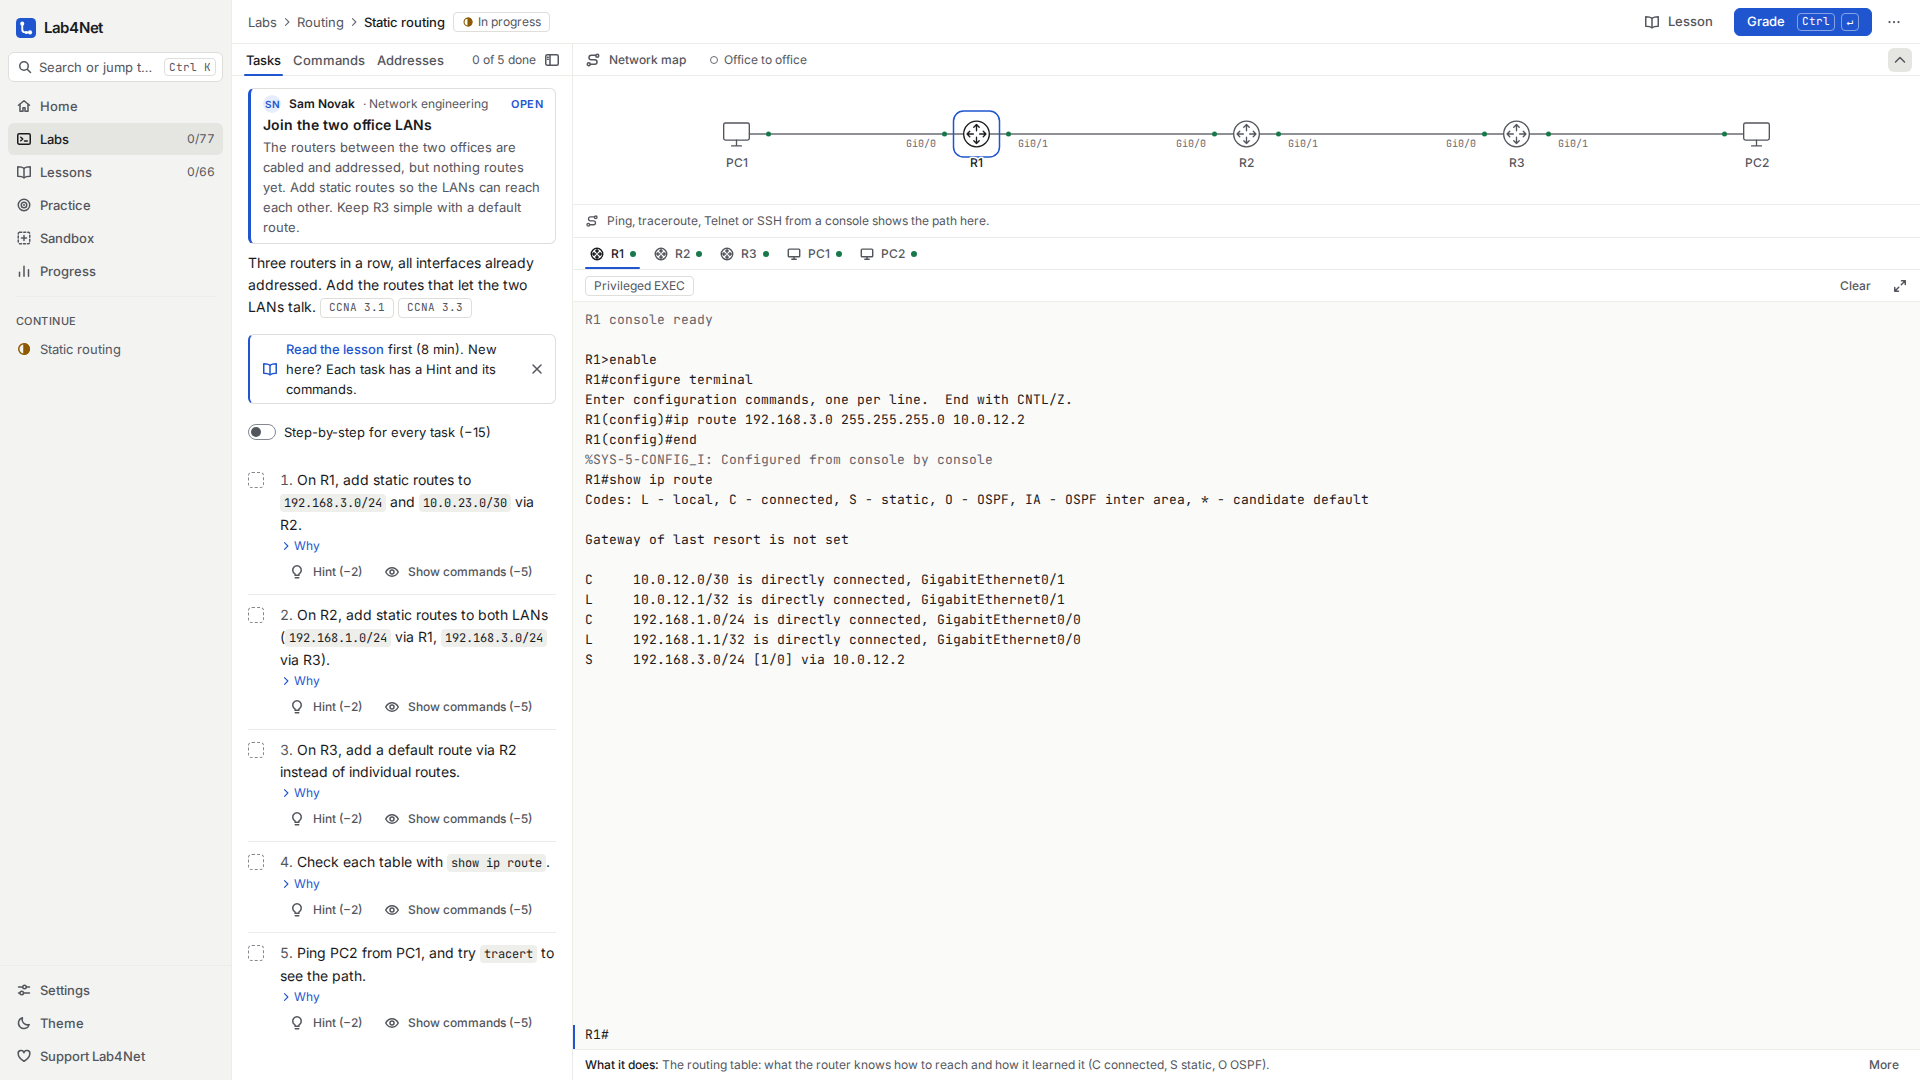 Lab4Net
Search or jump t... Ctrl K
Home
Labs 0/77
Lessons 0/66
Practice
Sandbox
Progress
CONTINUE
Static routing
Settings
Theme
Support Lab4Net
Labs > Routing > Static routing In progress
Lesson Grade Ctrl ↵ ...
Tasks Commands Addresses 0 of 5 done
SN Sam Novak · Network engineering OPEN
Join the two office LANs
The routers between the two offices are
cabled and addressed, but nothing routes
yet. Add static routes so the LANs can reach
each other. Keep R3 simple with a default
route.
Three routers in a row, all interfaces already
addressed. Add the routes that let the two
LANs talk. CCNA 3.1 CCNA 3.3
Read the lesson first (8 min). New
here? Each task has a Hint and its
commands.
Step-by-step for every task (−15)
1. On R1, add static routes to
192.168.3.0/24 and 10.0.23.0/30 via
R2.
Why
Hint (−2) Show commands (−5)
2. On R2, add static routes to both LANs
(192.168.1.0/24 via R1, 192.168.3.0/24
via R3).
Why
Hint (−2) Show commands (−5)
3. On R3, add a default route via R2
instead of individual routes.
Why
Hint (−2) Show commands (−5)
4. Check each table with show ip route.
Why
Hint (−2) Show commands (−5)
5. Ping PC2 from PC1, and try tracert to
see the path.
Why
Hint (−2) Show commands (−5)
Network map Office to office
Gi0/0 Gi0/1 Gi0/0 Gi0/1 Gi0/0 Gi0/1
PC1 R1 R2 R3 PC2
Ping, traceroute, Telnet or SSH from a console shows the path here.
R1 R2 R3 PC1 PC2
Privileged EXEC Clear
R1 console ready
R1>enable
R1#configure terminal
Enter configuration commands, one per line.  End with CNTL/Z.
R1(config)#ip route 192.168.3.0 255.255.255.0 10.0.12.2
R1(config)#end
%SYS-5-CONFIG_I: Configured from console by console
R1#show ip route
Codes: L - local, C - connected, S - static, O - OSPF, IA - OSPF inter area, * - candidate default
Gateway of last resort is not set
C     10.0.12.0/30 is directly connected, GigabitEthernet0/1
L     10.0.12.1/32 is directly connected, GigabitEthernet0/1
C     192.168.1.0/24 is directly connected, GigabitEthernet0/0
L     192.168.1.1/32 is directly connected, GigabitEthernet0/0
S     192.168.3.0/24 [1/0] via 10.0.12.2
R1#
What it does: The routing table: what the router knows how to reach and how it learned it (C connected, S static, O OSPF). More